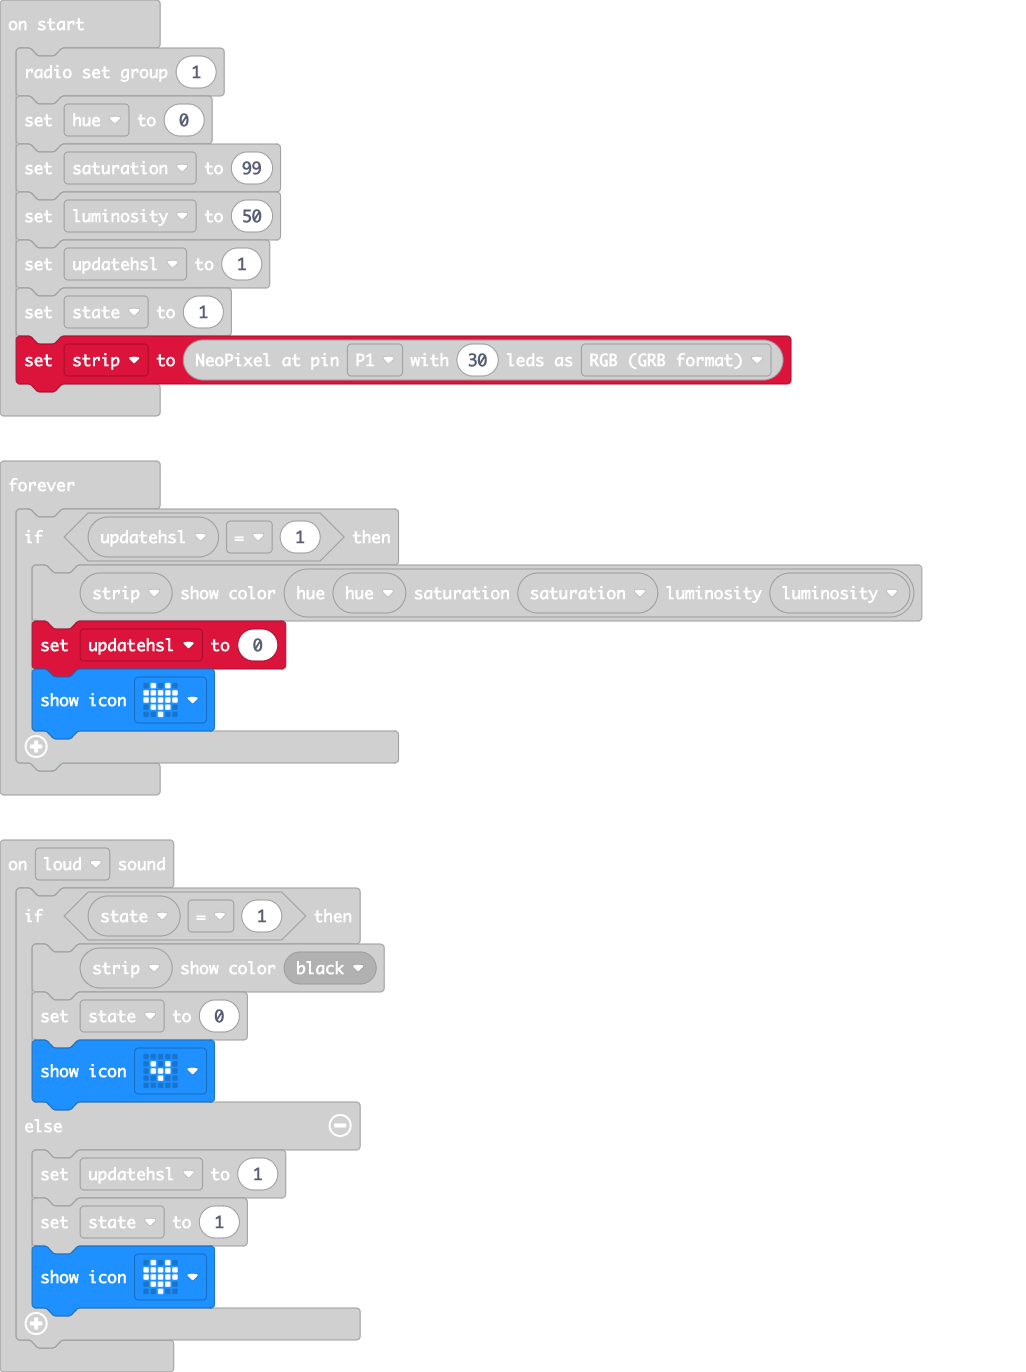 on start
radio set group 1
set hue to 0
set saturation to 99
set luminosity to 50
set updatehsl to 1
set state to 1
set strip to NeoPixel at pin P1 with 30 leds as RGB (GRB format)
forever
if updatehsl = 1 then
strip show color hue hue saturation saturation luminosity luminosity
set updatehsl to 0
show icon
on loud sound
if state = 1 then
strip show color black
set state to 0
show icon
else
set updatehsl to 1
set state to 1
show icon